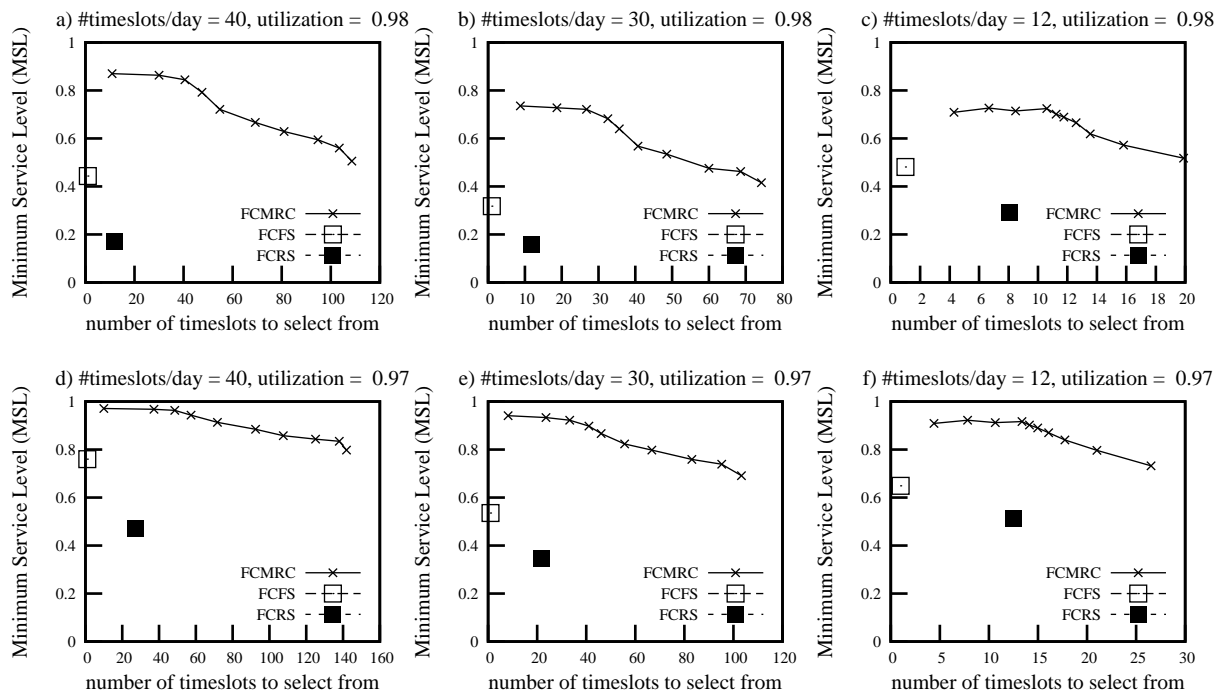 a) #timeslots/day = 40, utilization = 0.98
Minimum Service Level (MSL)
1
0.8
0.6
0.4
0.2
0
FCMRC
FCFS
FCRS
0 20 40 60 80 100 120
number of timeslots to select from
b) #timeslots/day = 30, utilization = 0.98
Minimum Service Level (MSL)
1
0.8
0.6
0.4
0.2
0
FCMRC
FCFS
FCRS
0 10 20 30 40 50 60 70 80
number of timeslots to select from
c) #timeslots/day = 12, utilization = 0.98
Minimum Service Level (MSL)
1
0.8
0.6
0.4
0.2
0
FCMRC
FCFS
FCRS
0 2 4 6 8 10 12 14 16 18 20
number of timeslots to select from
d) #timeslots/day = 40, utilization = 0.97
Minimum Service Level (MSL)
1
0.8
0.6
0.4
0.2
0
FCMRC
FCFS
FCRS
0 20 40 60 80 100 120 140 160
number of timeslots to select from
e) #timeslots/day = 30, utilization = 0.97
Minimum Service Level (MSL)
1
0.8
0.6
0.4
0.2
0
FCMRC
FCFS
FCRS
0 20 40 60 80 100 120
number of timeslots to select from
f) #timeslots/day = 12, utilization = 0.97
Minimum Service Level (MSL)
1
0.8
0.6
0.4
0.2
0
FCMRC
FCFS
FCRS
0 5 10 15 20 25 30
number of timeslots to select from